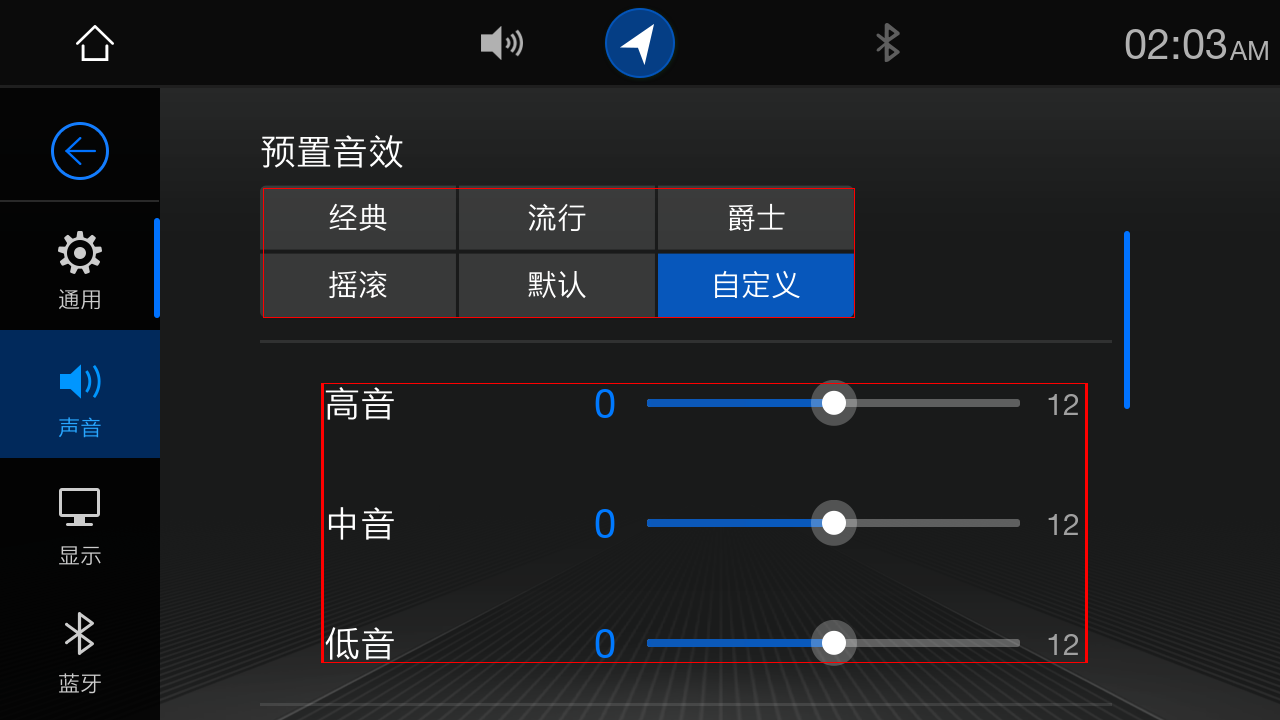 02:03AM
预置音效
经典 流行 爵士
摇滚 默认 自定义
通用
声音
显示
蓝牙
高音 0 12
中音 0 12
低音 0 12